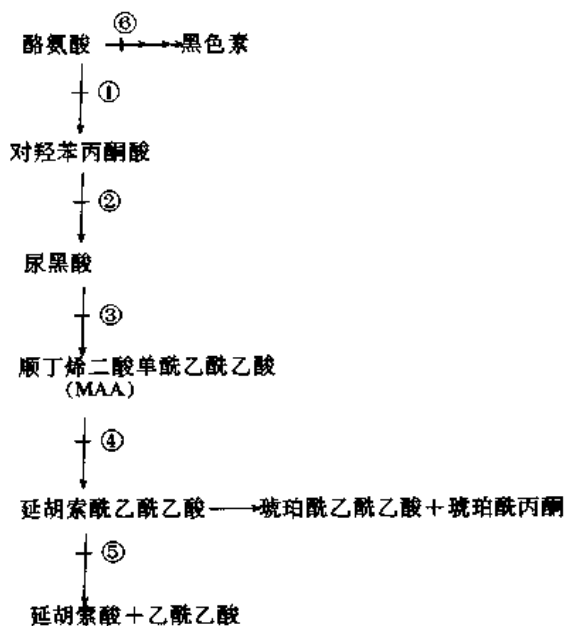 ⑥
酪氨酸 黑色素
①
对羟苯丙酮酸
②
尿黑酸
③
顺丁烯二酸单酰乙酰乙酸
(MAA)
④
延胡索酰乙酰乙酸 琥珀酰乙酰乙酸+琥珀酰丙酮
⑤
延胡索酸+乙酰乙酸